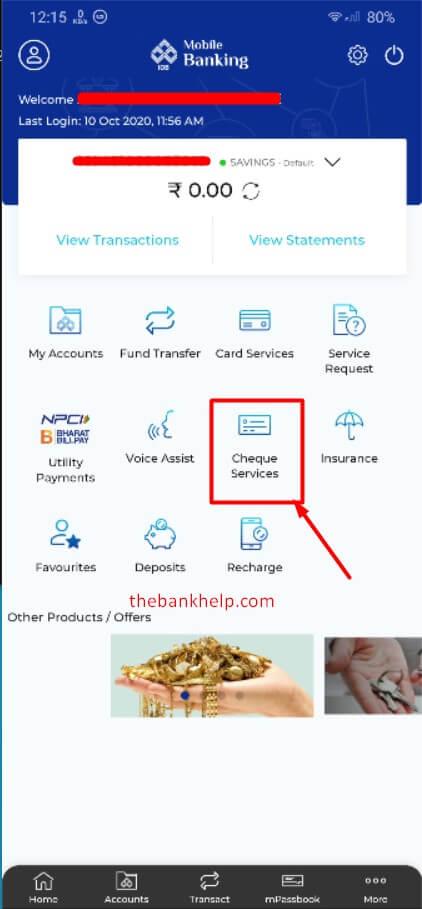 12:15 0 KB/s 80%
Mobile
Banking
IOB
Welcome
Last Login: 10 Oct 2020, 11:56 AM
SAVINGS - Default
₹ 0.00
View Transactions
View Statements
My Accounts
Fund Transfer
Card Services
Service
Request
NPCI
B BHARAT
BILLPAY
Utility
Payments
Voice Assist
Cheque
Services
Insurance
Favourites
Deposits
Recharge
thebankhelp.com
Other Products / Offers
Home
Accounts
Transact
mPassbook
More